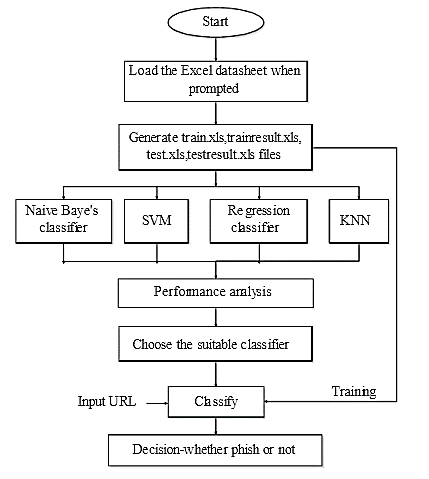 Start
Load the Excel datasheet when
prompted
Generate train.xls,trainresult.xls,
test.xls,testresult.xls files
Naive Baye's
classifier
SVM
Regression
classifier
KNN
Performance analysis
Choose the suitable classifier
Training
Input URL
Classify
Decision-whether phish or not